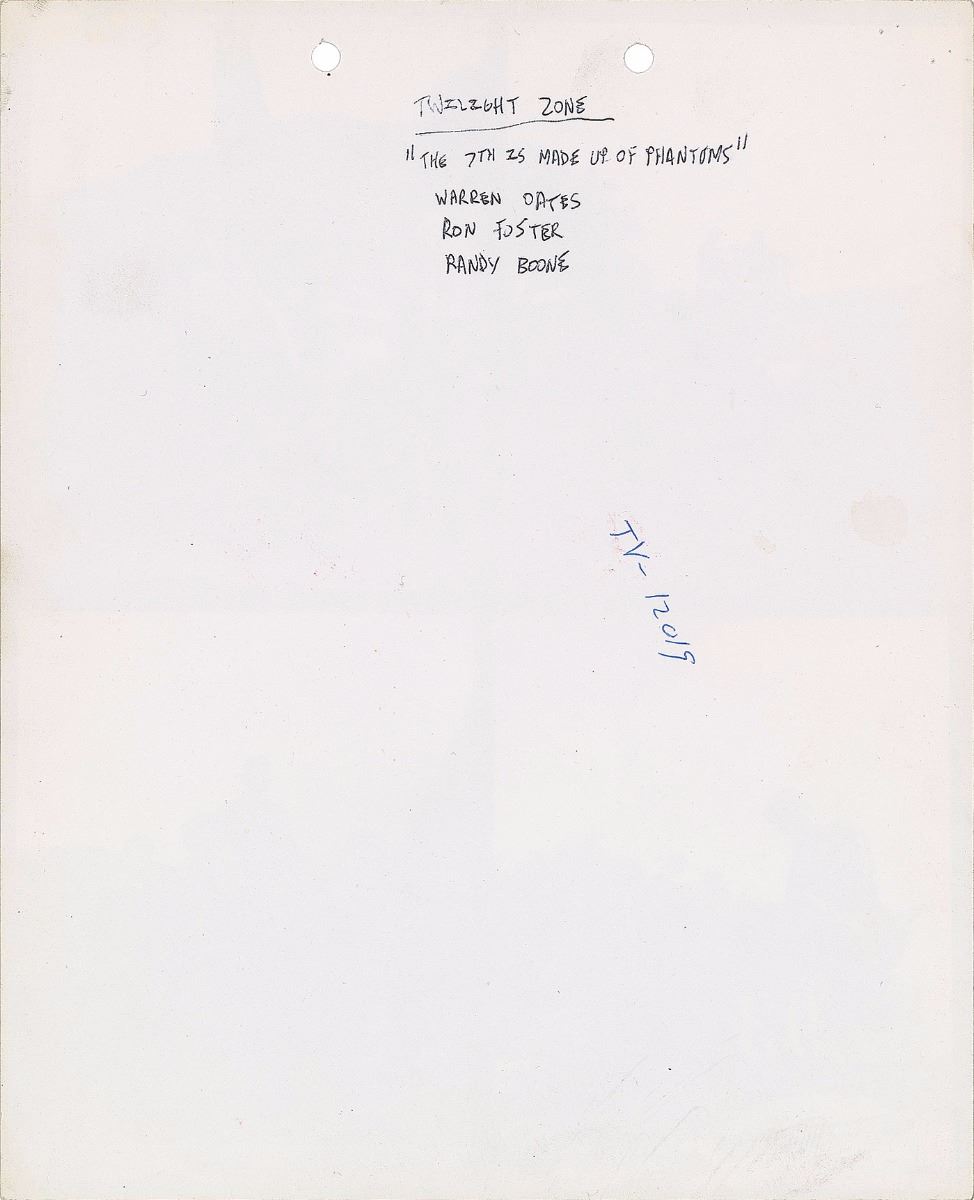 TWILIGHT ZONE
"THE 7TH IS MADE UP OF PHANTOMS"
WARREN OATES
RON FOSTER
RANDY BOONE
TV-12019